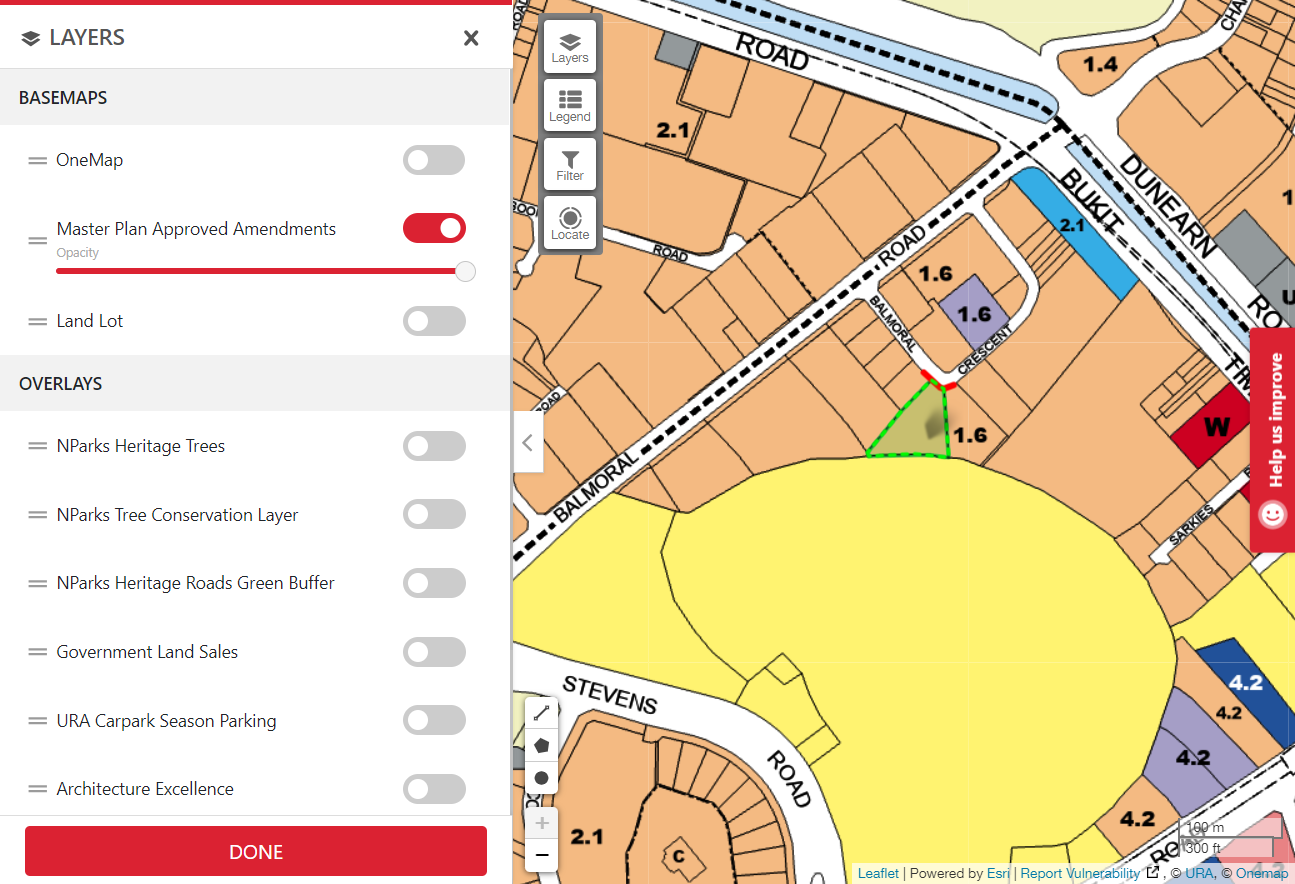 LAYERS
BASEMAPS
OneMap
Master Plan Approved Amendments
Opacity
Land Lot
OVERLAYS
NParks Heritage Trees
NParks Tree Conservation Layer
NParks Heritage Roads Green Buffer
Government Land Sales
URA Carpark Season Parking
Architecture Excellence
DONE
Layers
Legend
Filter
Locate
ROAD
ROAD
1.4
2.1
DUNEARN
BUKIT
2.1
ROAD
ROAD
1.6
1.6
BALMORAL
CRESCENT
1.6
ROAD
BALMORAL
W
SARKIES
Help us improve
STEVENS
ROAD
4.2
4.2
4.2
4.2
2.1
C
100 m
300 ft
Leaflet | Powered by Esri | Report Vulnerability , © URA, © Onemap